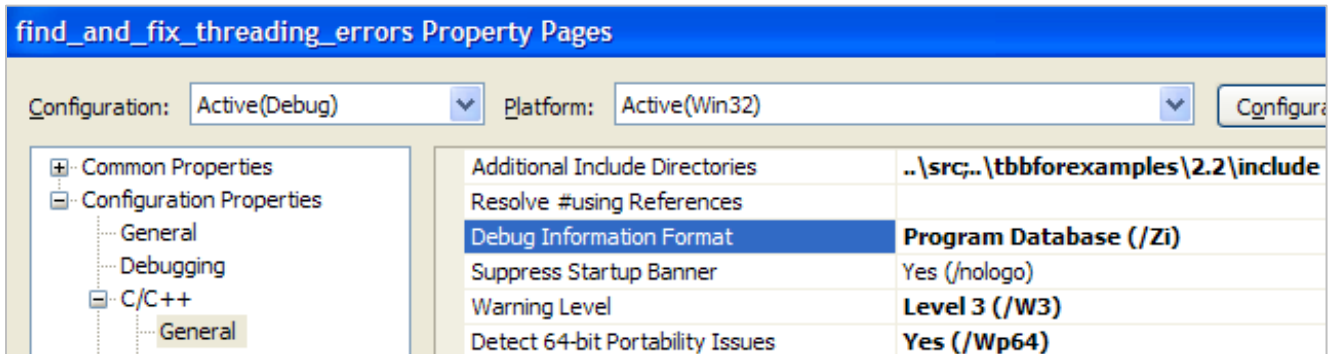 find_and_fix_threading_errors Property Pages
Configuration: Active(Debug) Platform: Active(Win32)
Common Properties
Configuration Properties
General
Debugging
C/C++
General
Additional Include Directories ..\src;..\tbbforexamples\2.2\include
Resolve #using References
Debug Information Format Program Database (/Zi)
Suppress Startup Banner Yes (/nologo)
Warning Level Level 3 (/W3)
Detect 64-bit Portability Issues Yes (/Wp64)